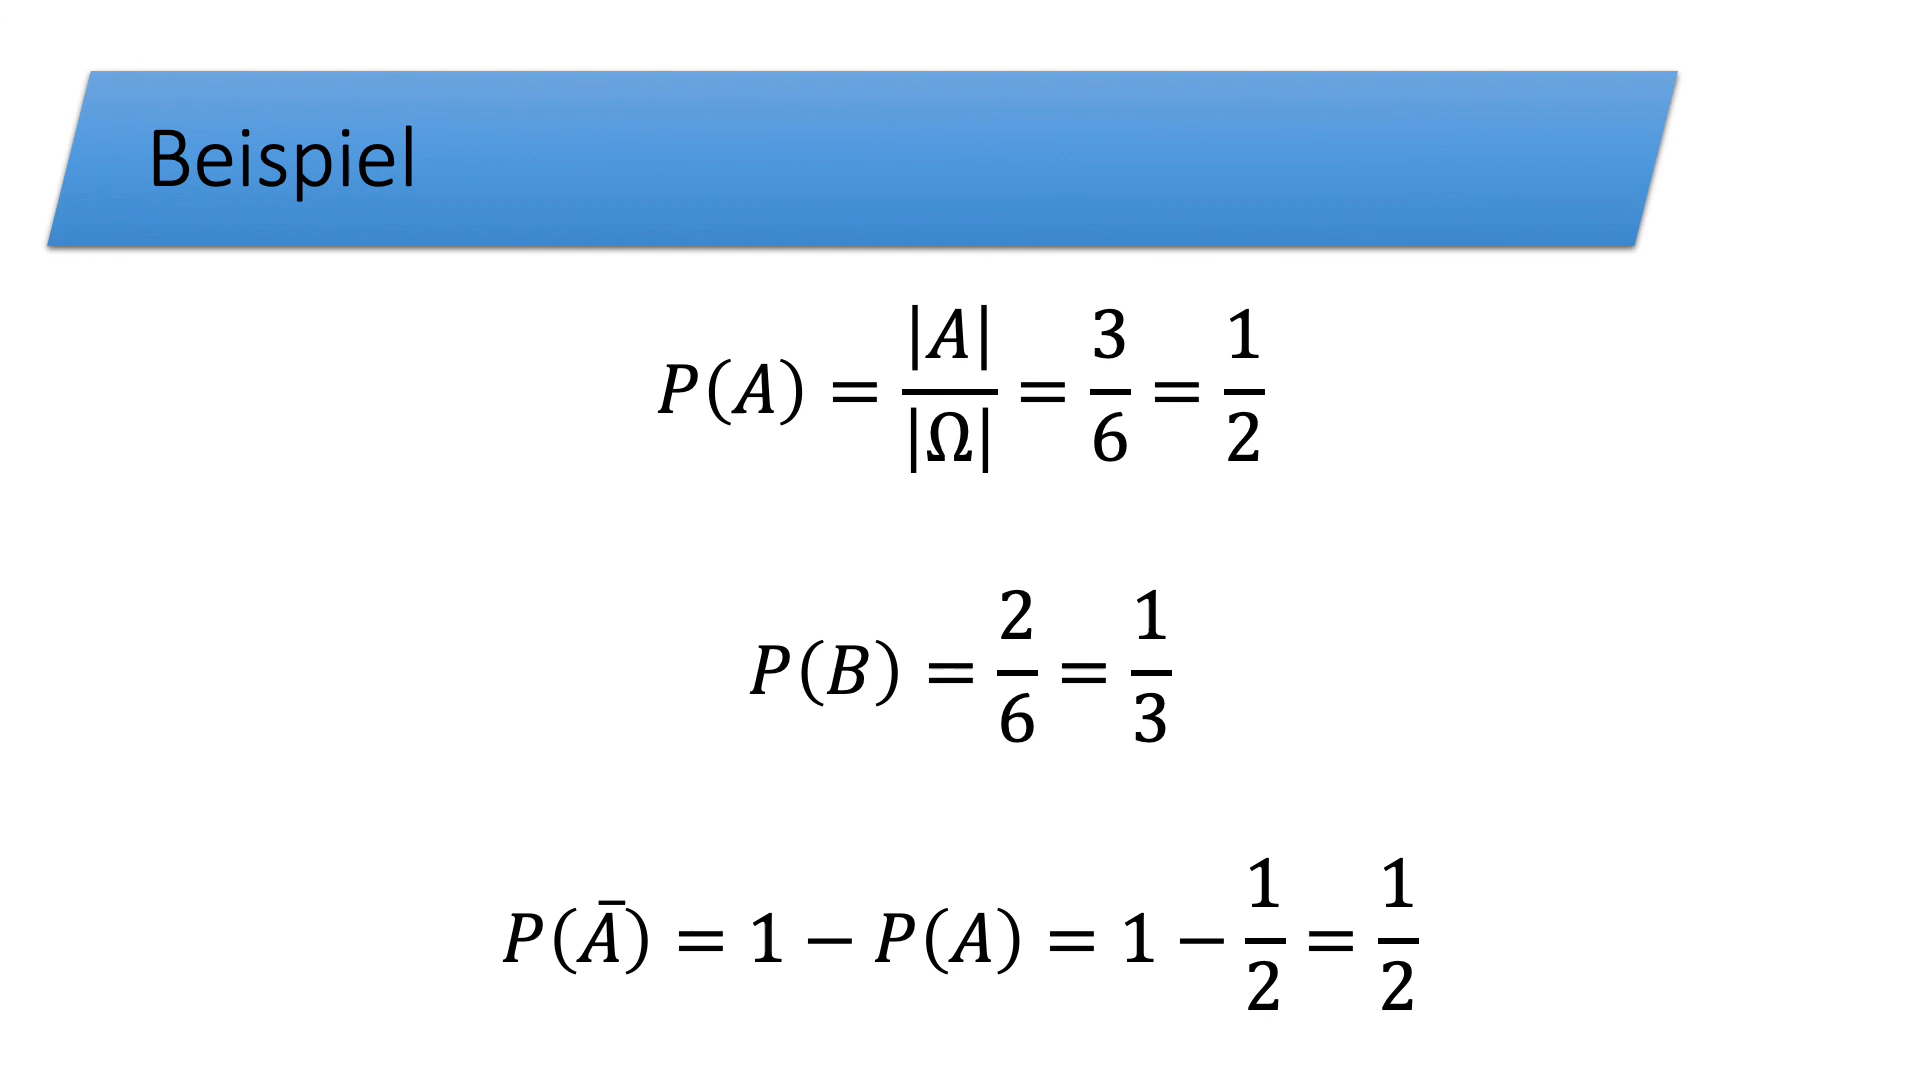 Beispiel
P(A) = |A|/|Ω| = 3/6 = 1/2
P(B) = 2/6 = 1/3
P(Ā) = 1 − P(A) = 1 − 1/2 = 1/2